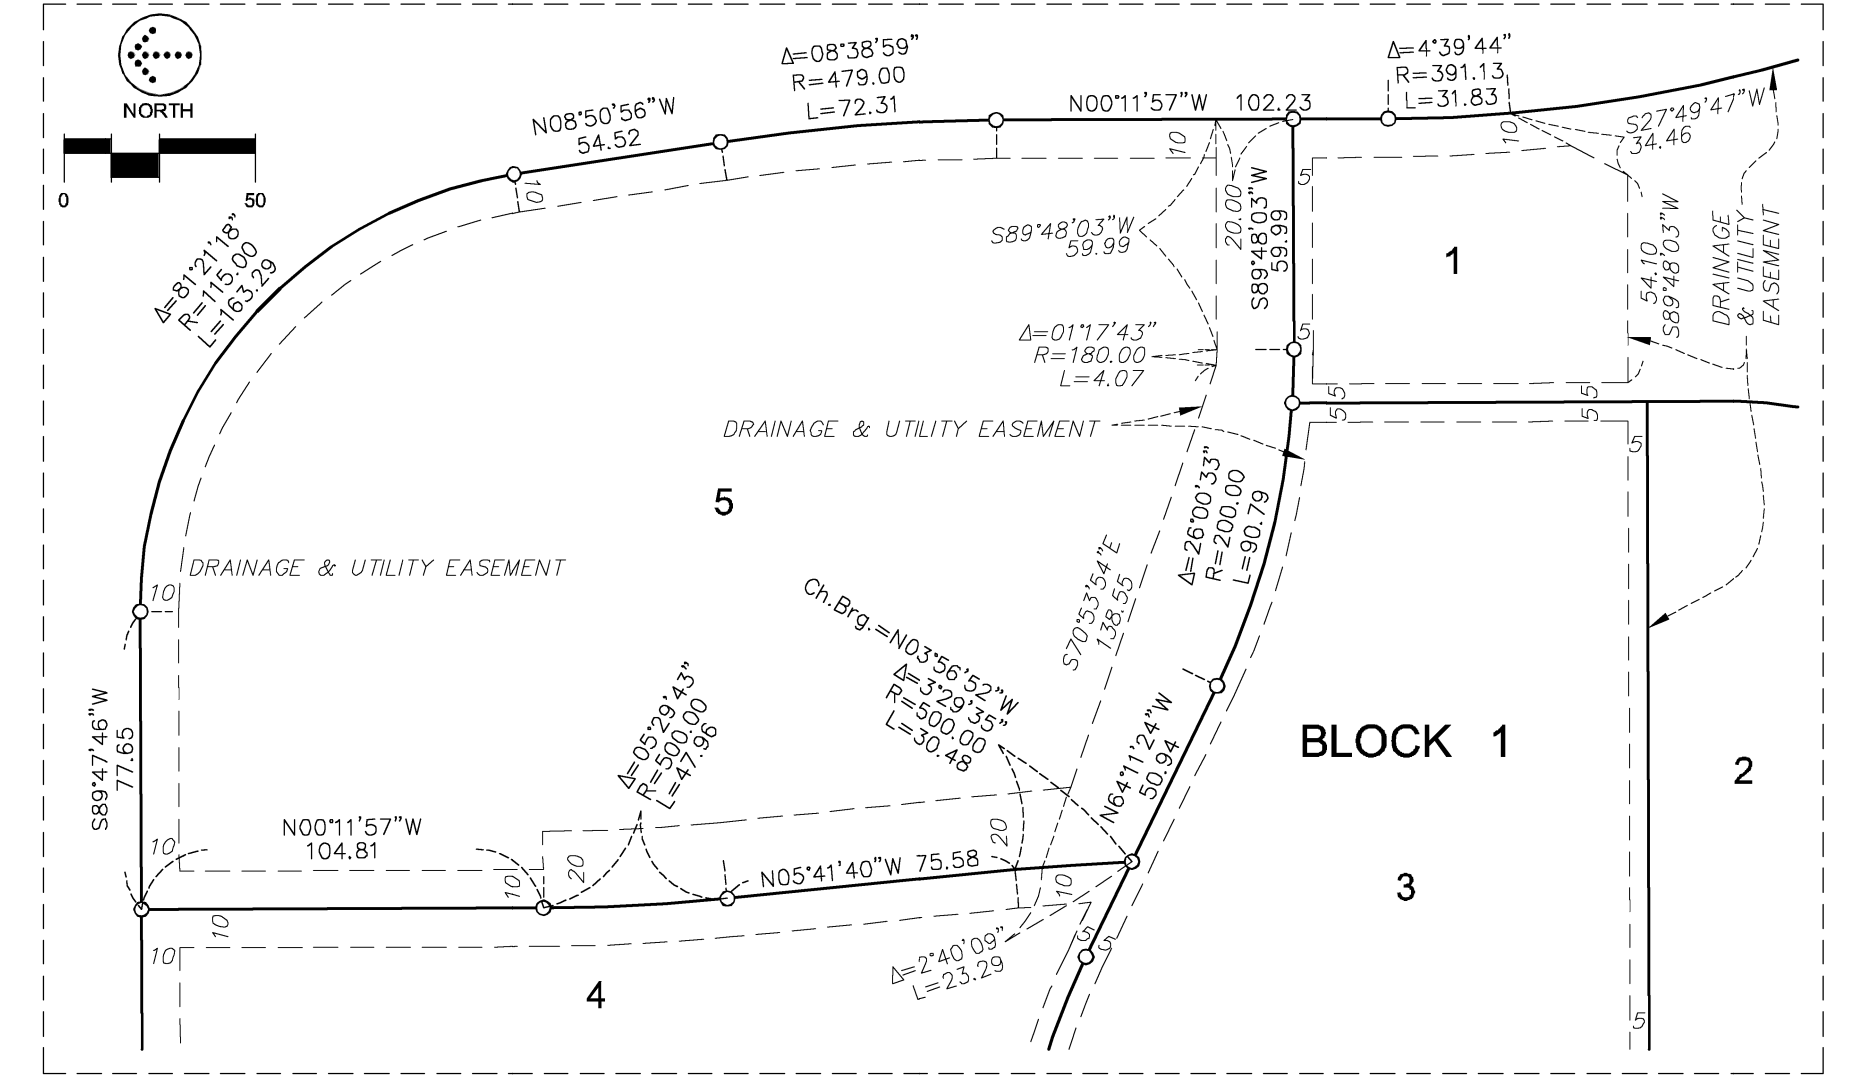 NORTH
0
50
Δ=08°38'59"
R=479.00
L=72.31
N08°50'56"W
54.52
N00°11'57"W 102.23
Δ=4°39'44"
R=391.13
L=31.83
S27°49'47"W
34.46
10
10
10
5
20.00
S89°48'03"W
59.99
S89°48'03"W
59.99
Δ=81°21'18"
R=115.00
L=163.29
1
54.10
S89°48'03"W
DRAINAGE
& UTILITY
EASEMENT
Δ=01°17'43"
R=180.00
L=4.07
5
5
5
5
5
5
DRAINAGE & UTILITY EASEMENT
5
Δ=26°00'33"
R=200.00
L=90.79
DRAINAGE & UTILITY EASEMENT
10
S70°53'54"E
138.55
Ch.Brg.=N03°56'52"W
Δ=3°29'35"
R=500.00
L=30.48
Δ=05°29'43"
R=500.00
L=47.96
S89°47'46"W
77.65
N64°11'24"W
50.94
BLOCK 1
2
N00°11'57"W
104.81
10
10
20
20
N05°41'40"W 75.58
10
10
10
3
5
5
Δ=2°40'09"
L=23.29
4
5